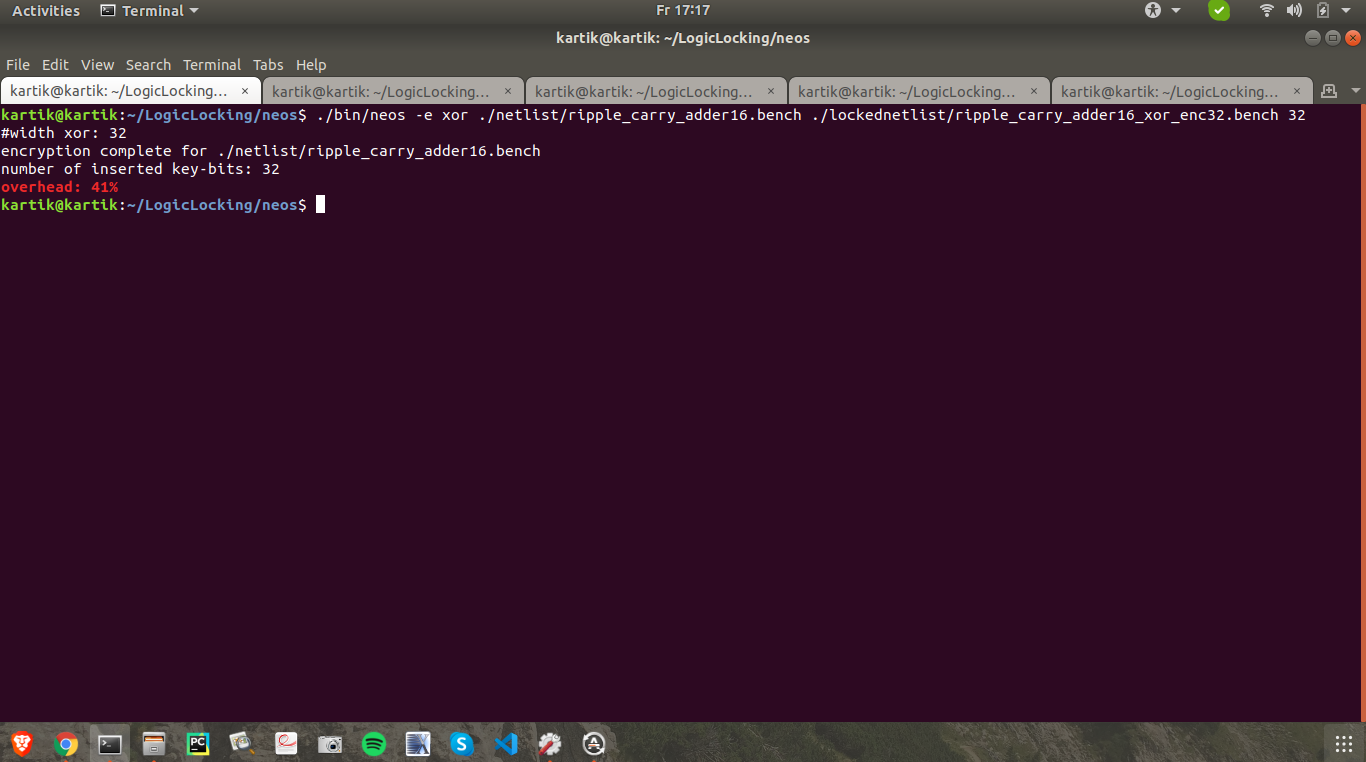 Activities Terminal Fr 17:17
kartik@kartik: ~/LogicLocking/neos
File Edit View Search Terminal Tabs Help
kartik@kartik: ~/LogicLocking... × kartik@kartik: ~/LogicLocking... × kartik@kartik: ~/LogicLocking... × kartik@kartik: ~/LogicLocking... × kartik@kartik: ~/LogicLocking... ×
kartik@kartik:~/LogicLocking/neos$ ./bin/neos -e xor ./netlist/ripple_carry_adder16.bench ./lockednetlist/ripple_carry_adder16_xor_enc32.bench 32
#width xor: 32
encryption complete for ./netlist/ripple_carry_adder16.bench
number of inserted key-bits: 32
overhead: 41%
kartik@kartik:~/LogicLocking/neos$
PC